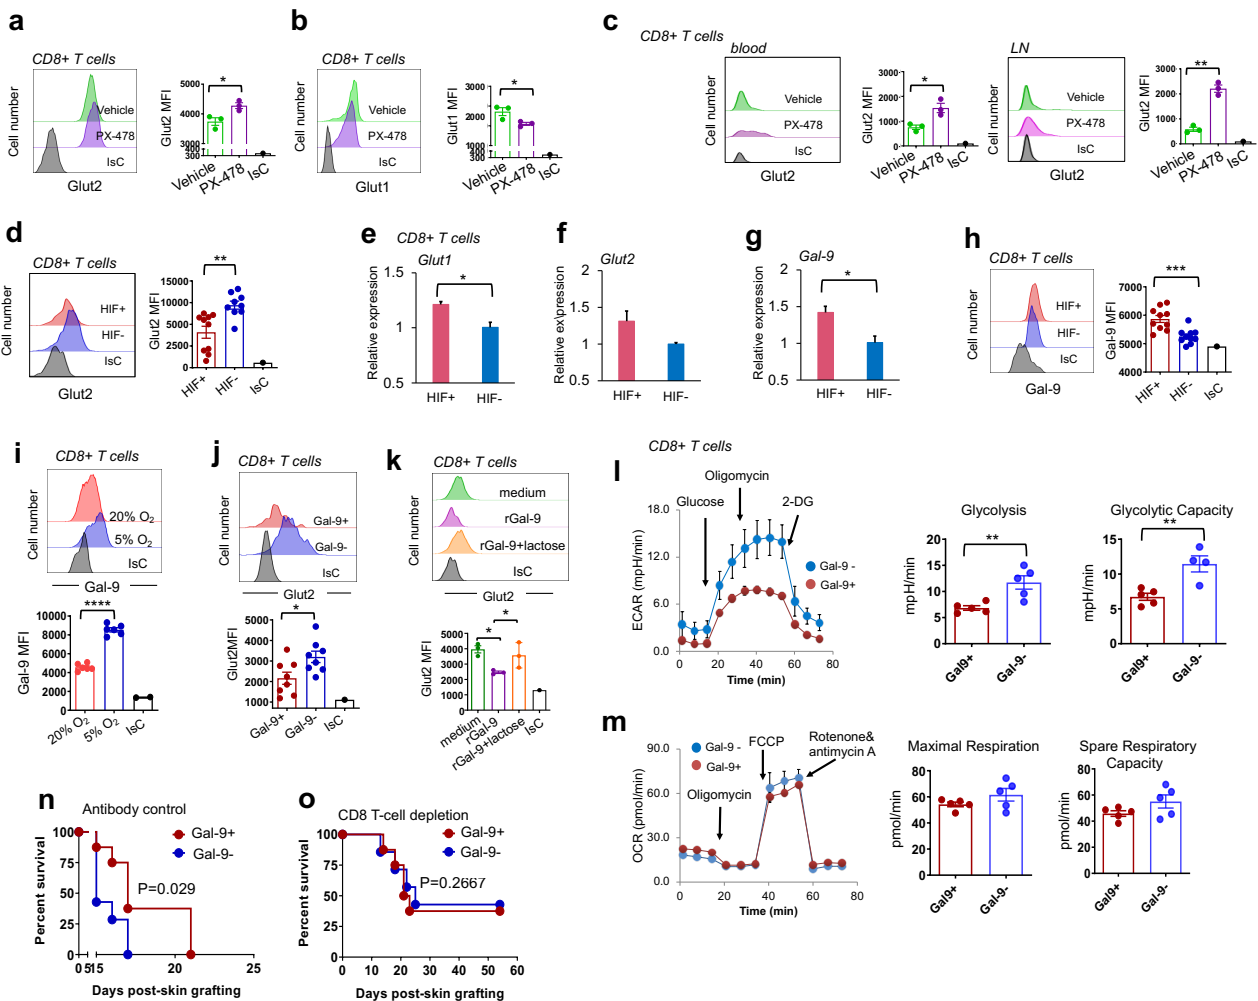 a
CD8+ T cells
Cell number
Vehicle
PX-478
IsC
Glut2
Glut2 MFI
5000
4000
3000
400
300
*
Vehicle
PX-478
IsC
b
CD8+ T cells
Cell number
Vehicle
PX-478
IsC
Glut1
Glut1 MFI
3000
2000
1000
400
300
*
Vehicle
PX-478
IsC
c
CD8+ T cells
blood
Cell number
Vehicle
PX-478
IsC
Glut2
Glut2 MFI
3000
2000
1000
0
*
Vehicle
PX-478
IsC
LN
Cell number
Vehicle
PX-478
IsC
Glut2
Glut2 MFI
3000
2000
1000
0
**
Vehicle
PX-478
IsC
d
CD8+ T cells
Cell number
HIF+
HIF-
IsC
Glut2
Glut2 MFI
15000
10000
5000
2500
0
**
HIF+
HIF-
IsC
e
CD8+ T cells
Glut1
Relative expression
1.5
1
0.5
*
HIF+
HIF-
f
Glut2
Relative expression
2
1.5
1
0.5
HIF+
HIF-
g
Gal-9
Relative expression
2
1.5
1
0.5
*
HIF+
HIF-
h
CD8+ T cells
Cell number
HIF+
HIF-
IsC
Gal-9
Gal-9 MFI
7000
6000
5000
4000
***
HIF+
HIF-
IsC
i
CD8+ T cells
Cell number
20% O2
5% O2
IsC
Gal-9
Gal-9 MFI
10000
8000
6000
4000
2000
0
****
20% O2
5% O2
IsC
j
CD8+ T cells
Cell number
Gal-9+
Gal-9-
IsC
Glut2
Glut2MFI
5000
4000
3000
2000
1000
0
*
Gal-9+
Gal-9-
IsC
k
CD8+ T cells
Cell number
medium
rGal-9
rGal-9+lactose
IsC
Glut2
Glut2 MFI
5000
4000
3000
2000
1000
0
*
*
medium
rGal-9
rGal-9+lactose
IsC
l
CD8+ T cells
ECAR (mpH/min)
18.0
12.0
6.0
0.0
Glucose
Oligomycin
2-DG
Gal-9 -
Gal-9+
0
20
40
60
80
Time (min)
Glycolysis
mpH/min
20
15
10
5
0
**
Gal9+
Gal-9-
Glycolytic Capacity
mpH/min
15
10
5
0
**
Gal9+
Gal-9-
m
OCR (pmol/min)
90.0
60.0
30.0
0.0
Gal-9 -
Gal-9+
Oligomycin
FCCP
Rotenone&
antimycin A
0
20
40
60
80
Time (min)
Maximal Respiration
pmol/min
80
60
40
20
0
Gal9+
Gal-9-
Spare Respiratory
Capacity
pmol/min
80
60
40
20
0
Gal9+
Gal-9-
n
Antibody control
Percent survival
100
75
50
25
0
Gal-9+
Gal-9-
P=0.029
0
5
15
20
25
Days post-skin grafting
o
CD8 T-cell depletion
Percent survival
100
75
50
25
0
Gal-9+
Gal-9-
P=0.2667
0
10
20
30
40
50
60
Days post-skin grafting